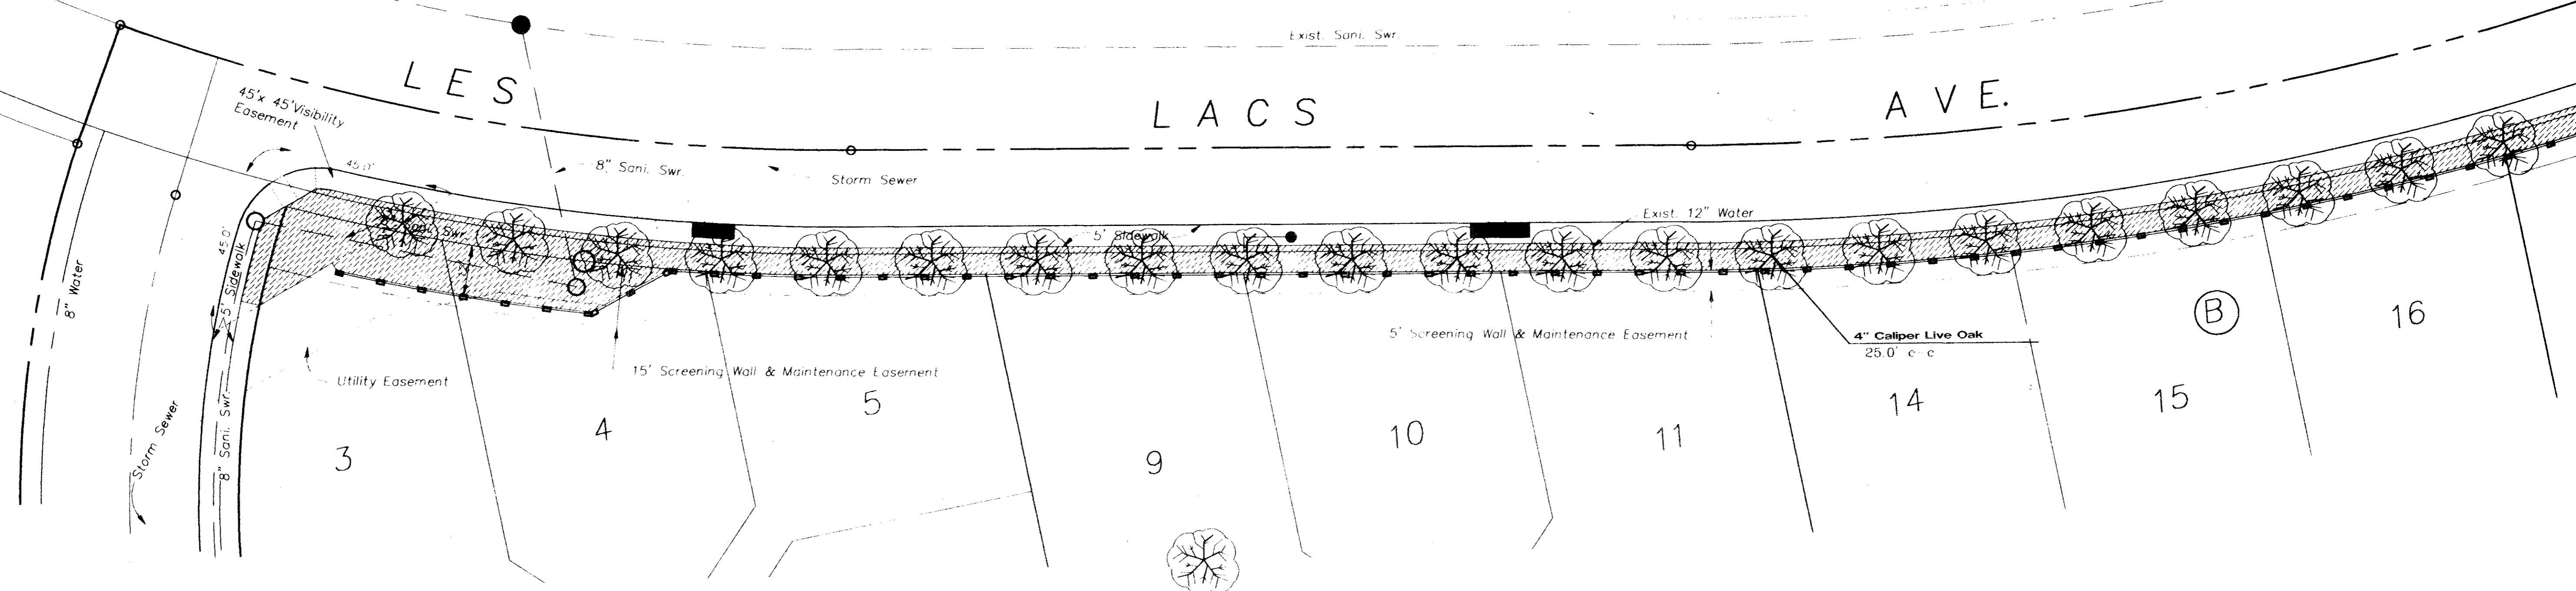 Exist. Sani. Swr.
LES LACS AVE.
45'x 45'Visibility
Easement
45.0'
8" Sani. Swr.
Storm Sewer
Exist. 12" Water
45.0'
5' Sidewalk
Swr.
5' Sidewalk
8" Water
5' Screening Wall & Maintenance Easement
4" Caliper Live Oak
25.0' c-c
B
16
15' Screening Wall & Maintenance Easement
Utility Easement
Storm Sewer
8" Sani. Swr.
3
4
5
9
10
11
14
15